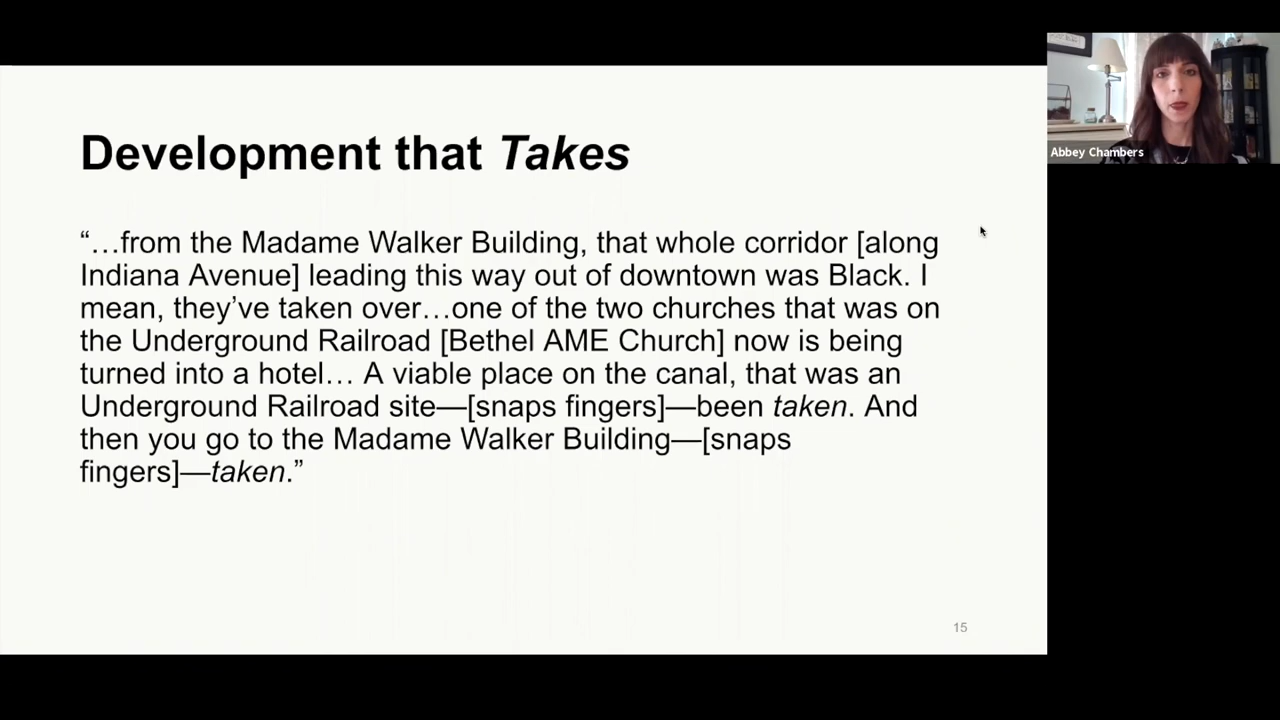 Development that Takes
“…from the Madame Walker Building, that whole corridor [along
Indiana Avenue] leading this way out of downtown was Black. I
mean, they’ve taken over…one of the two churches that was on
the Underground Railroad [Bethel AME Church] now is being
turned into a hotel… A viable place on the canal, that was an
Underground Railroad site—[snaps fingers]—been taken. And
then you go to the Madame Walker Building—[snaps
fingers]—taken.”
15
Abbey Chambers